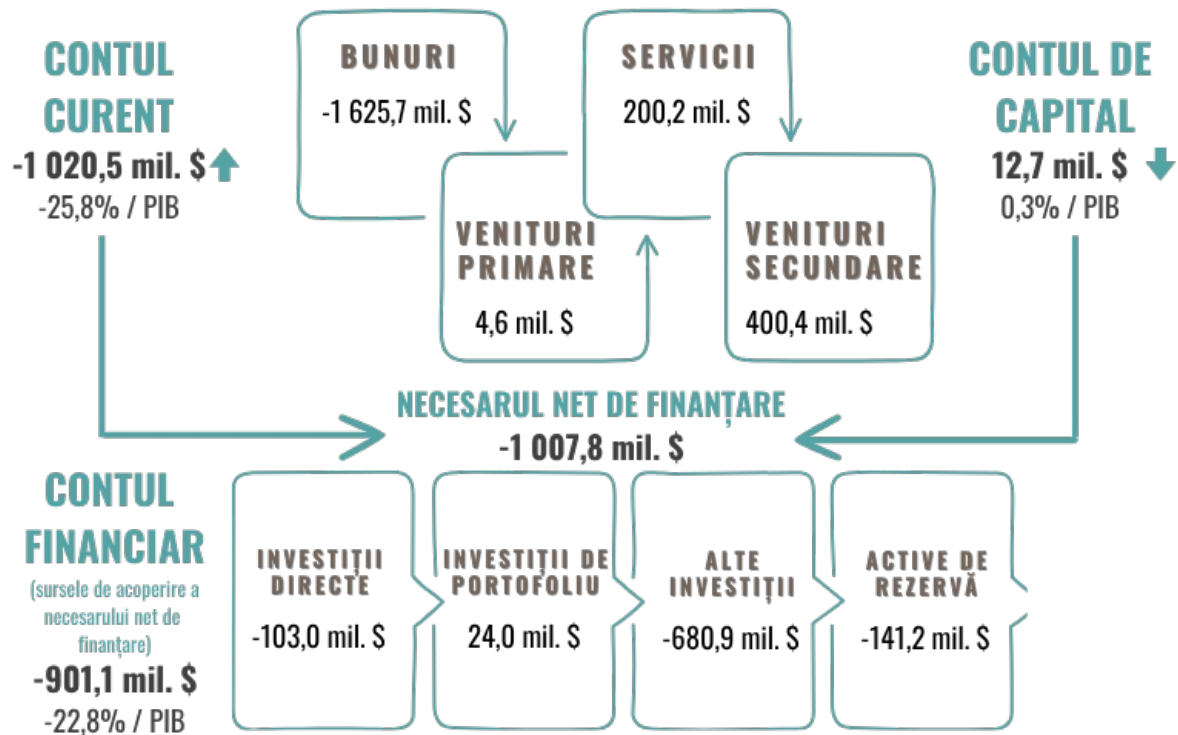 CONTUL
CURENT
-1 020,5 mil. $
-25,8% / PIB
BUNURI
-1 625,7 mil. $
SERVICII
200,2 mil. $
VENITURI
PRIMARE
4,6 mil. $
VENITURI
SECUNDARE
400,4 mil. $
CONTUL DE
CAPITAL
12,7 mil. $
0,3% / PIB
NECESARUL NET DE FINANȚARE
-1 007,8 mil. $
CONTUL
FINANCIAR
(sursele de acoperire a
necesarului net de
finanțare)
-901,1 mil. $
-22,8% / PIB
INVESTIȚII
DIRECTE
-103,0 mil. $
INVESTIȚII DE
PORTOFOLIU
24,0 mil. $
ALTE
INVESTIȚII
-680,9 mil. $
ACTIVE DE
REZERVĂ
-141,2 mil. $